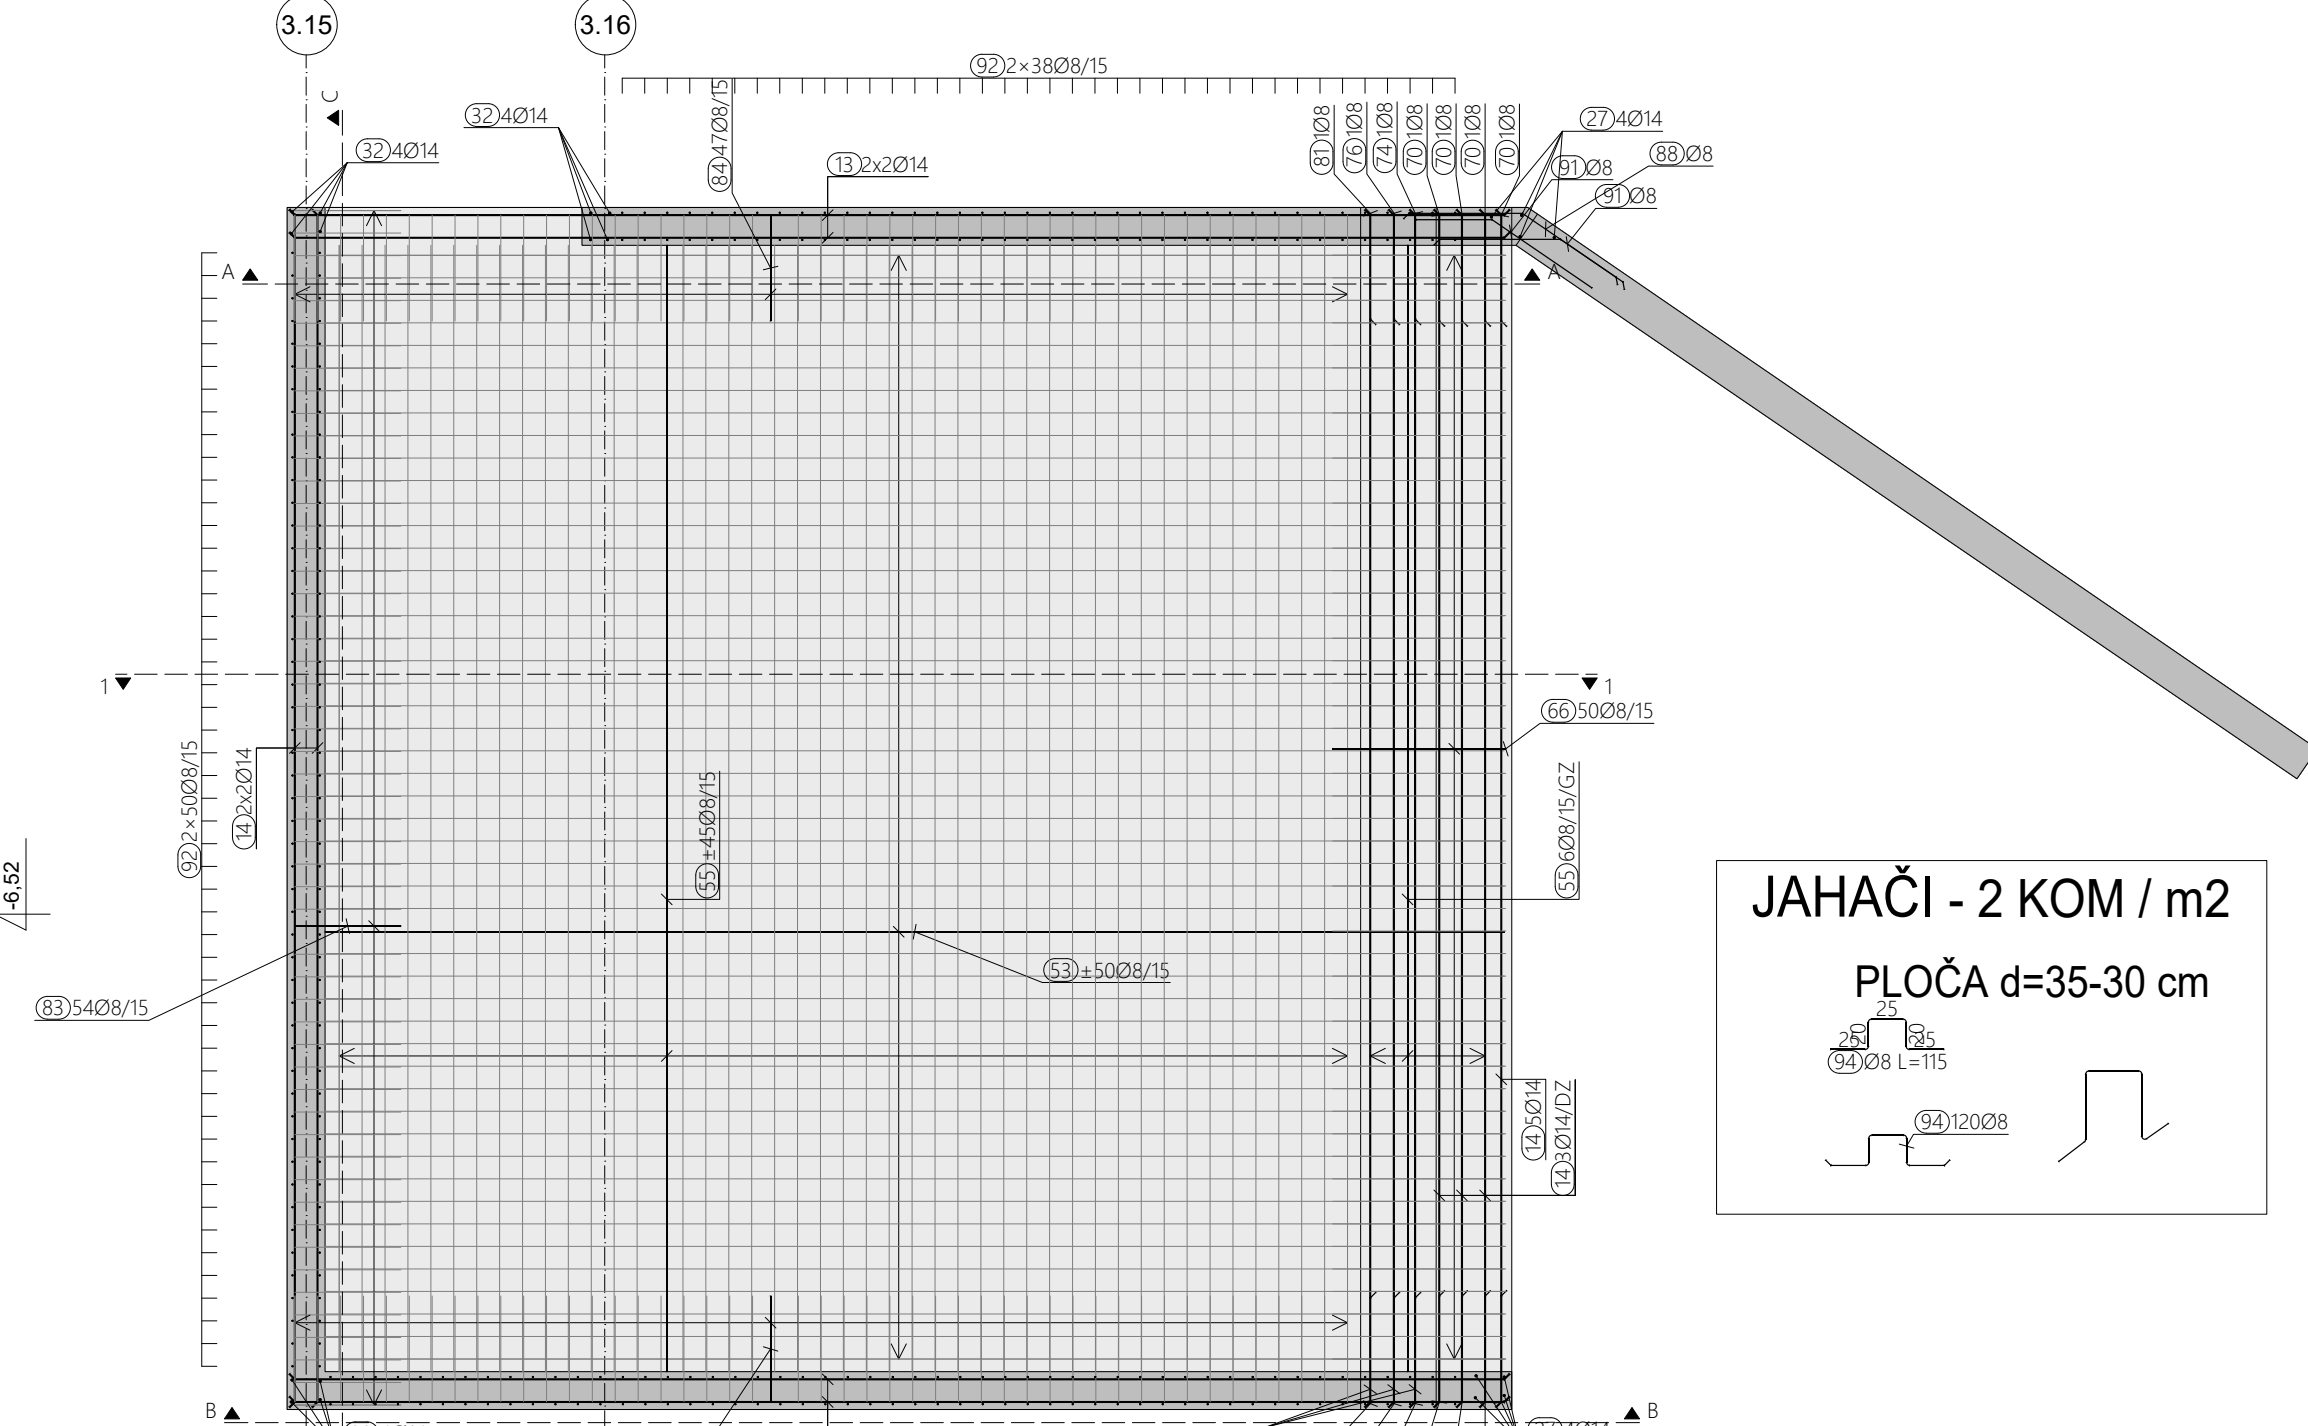 3.15
3.16
92 2×38Ø8/15
C
32 4Ø14
32 4Ø14
84 47Ø8/15
13 2x2Ø14
81 1Ø8
76 1Ø8
74 1Ø8
70 1Ø8
70 1Ø8
70 1Ø8
70 1Ø8
27 4Ø14
88 Ø8
91 Ø8
91 Ø8
A
A
1
1
66 50Ø8/15
92 2×50Ø8/15
14 2x2Ø14
55 ±45Ø8/15
55 6Ø8/15/GZ
-6,52
53 ±50Ø8/15
83 54Ø8/15
14 5Ø14
14 3Ø14/DZ
JAHAČI - 2 KOM / m2
PLOČA d=35-30 cm
25
25
20
20
25
94 Ø8 L=115
94 120Ø8
B
B